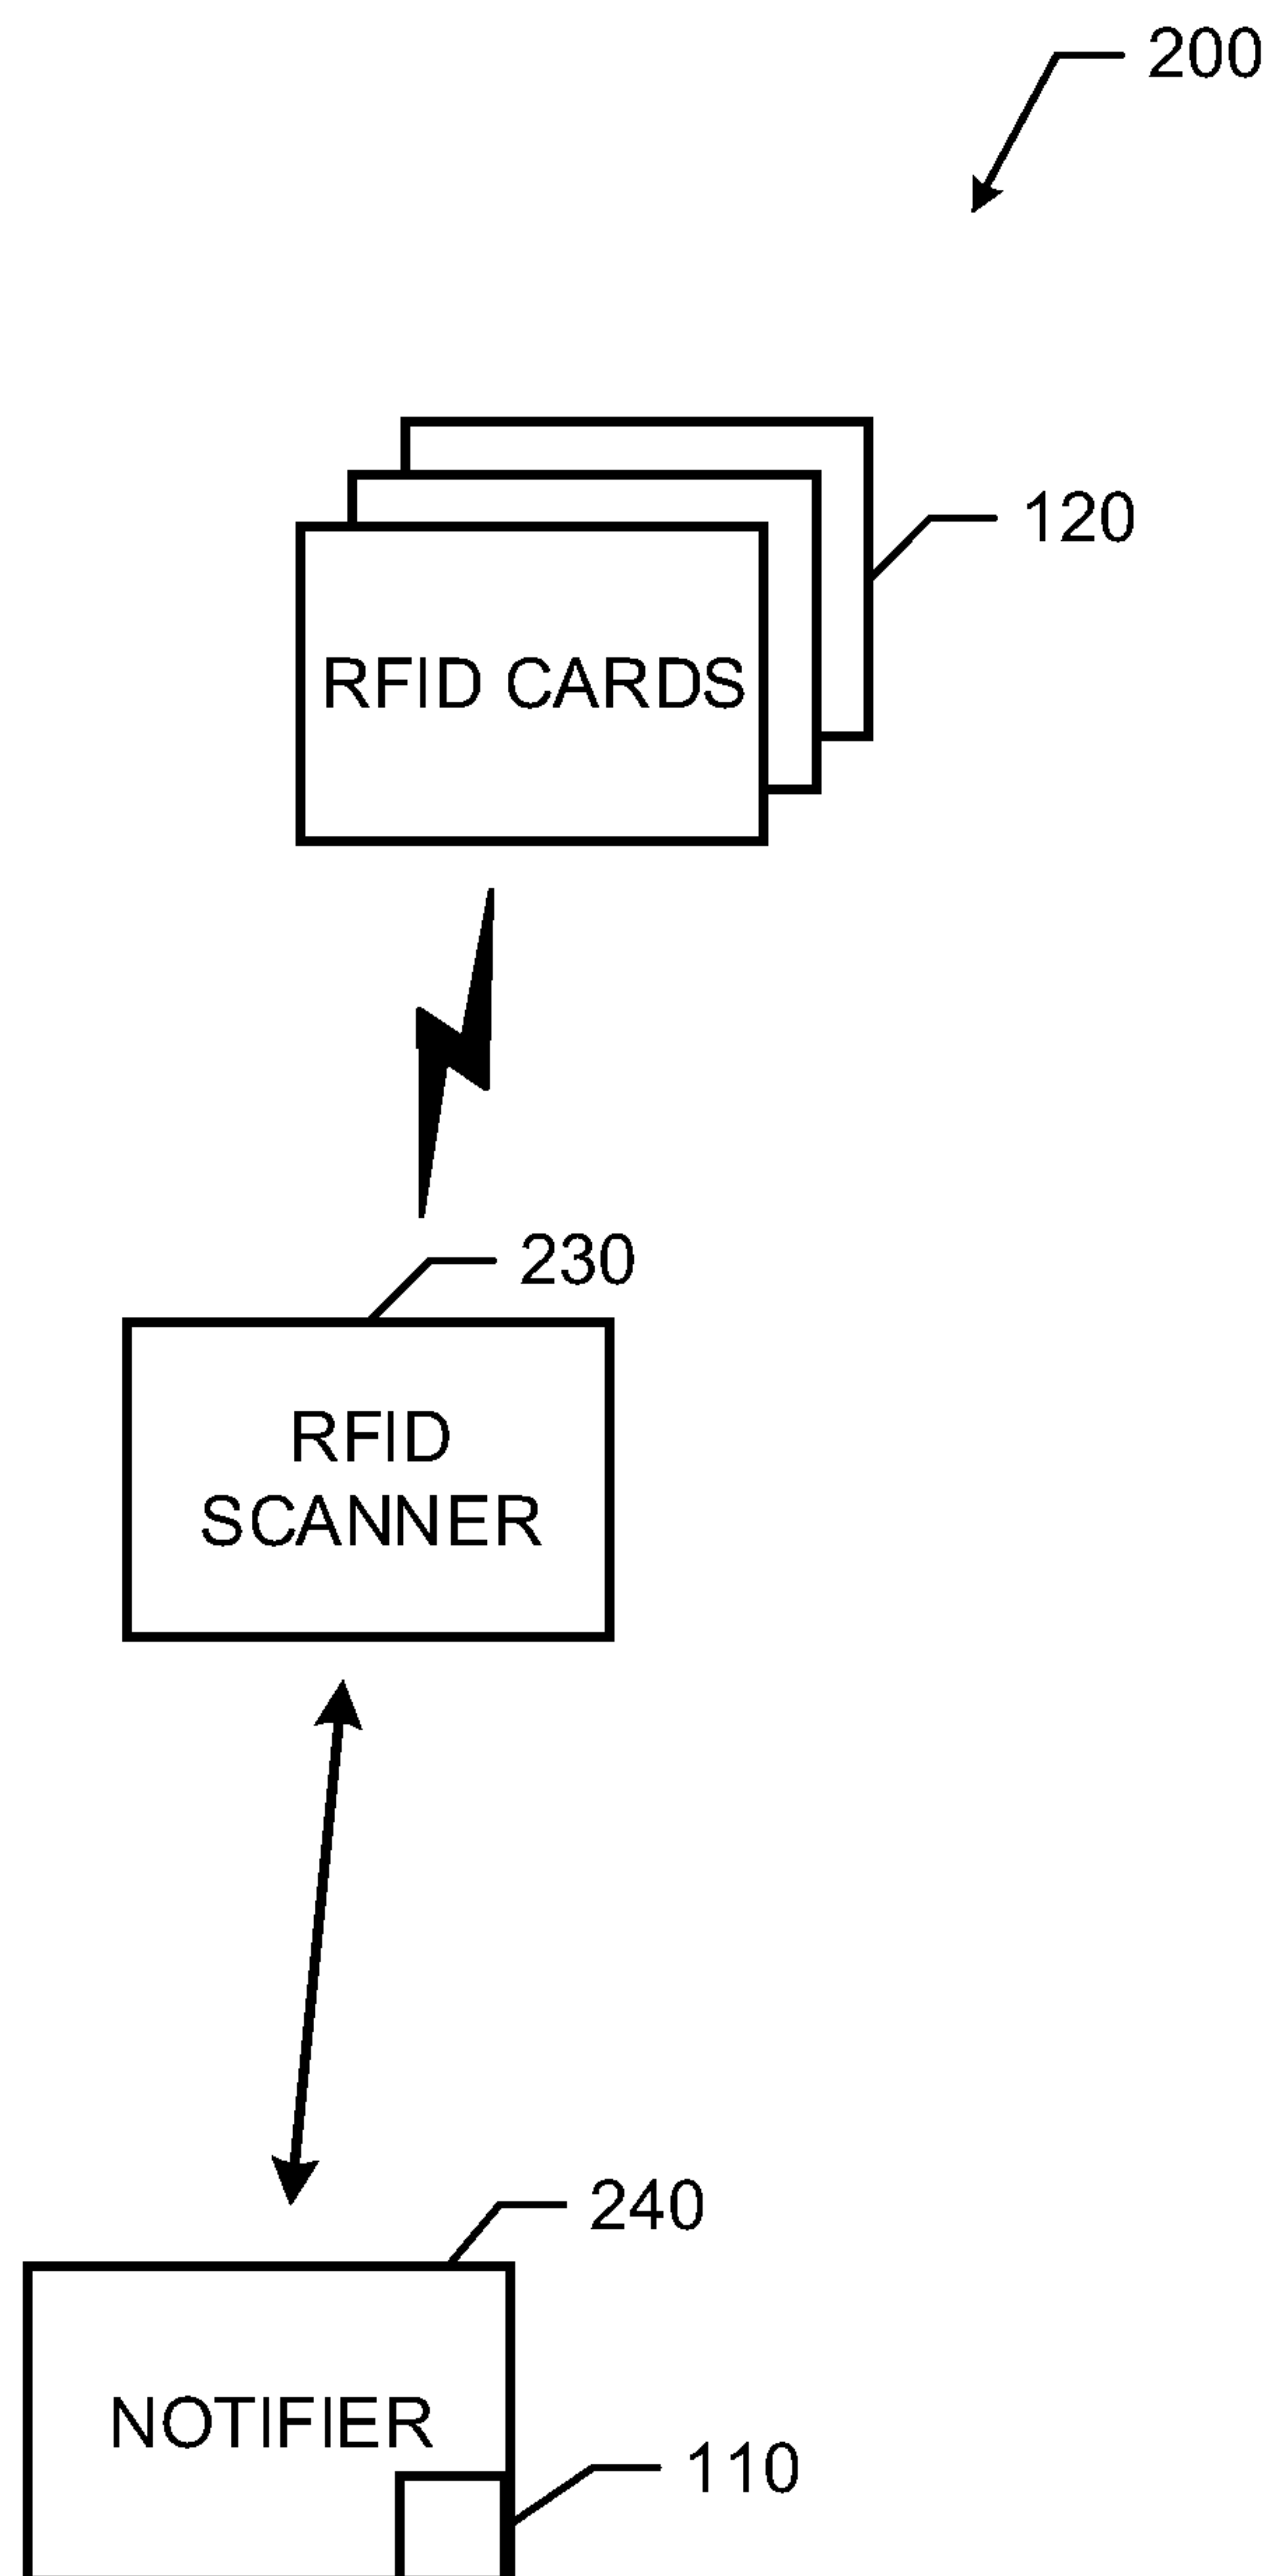 200
120
RFID CARDS
230
RFID
SCANNER
240
NOTIFIER
110